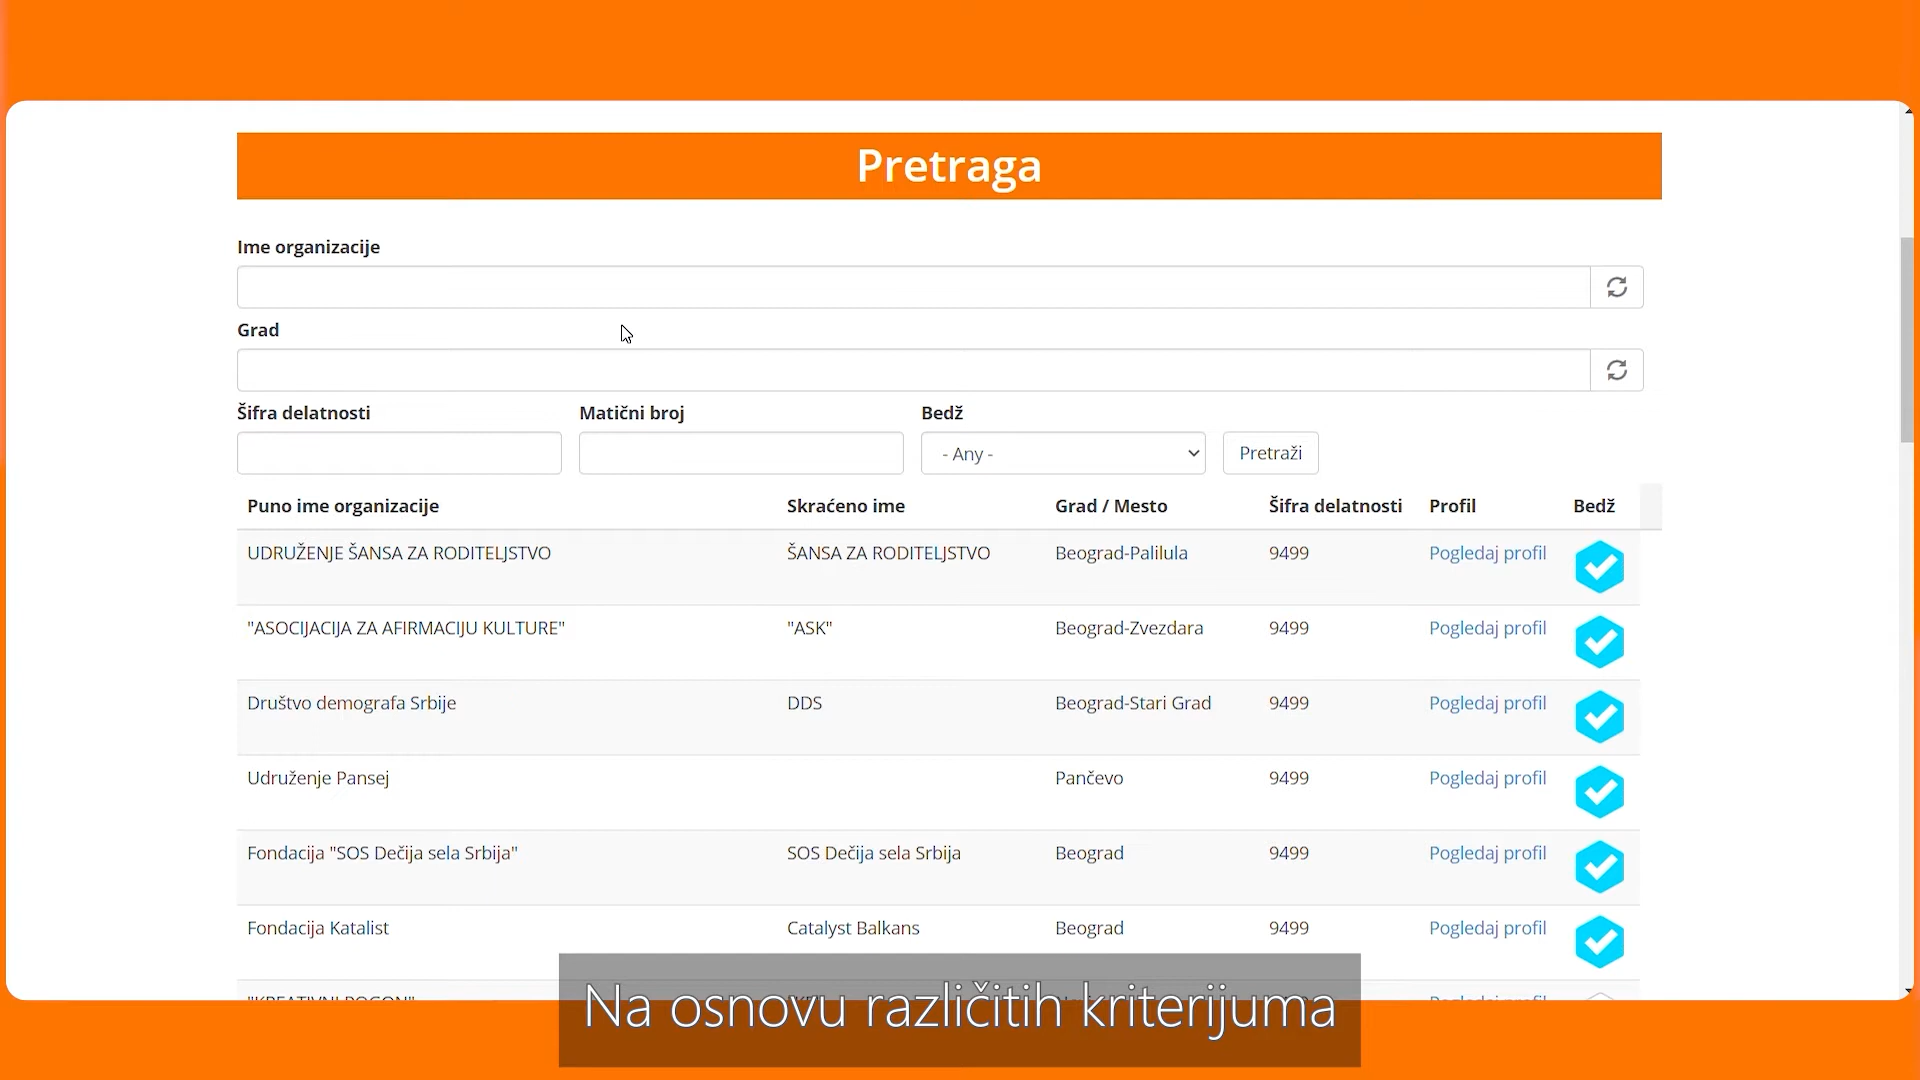 Pretraga
Ime organizacije
Grad
Šifra delatnosti Matični broj Bedž
- Any - Pretraži
Puno ime organizacije Skraćeno ime Grad / Mesto Šifra delatnosti Profil Bedž
UDRUŽENJE ŠANSA ZA RODITELJSTVO ŠANSA ZA RODITELJSTVO Beograd-Palilula 9499 Pogledaj profil
"ASOCIJACIJA ZA AFIRMACIJU KULTURE" "ASK" Beograd-Zvezdara 9499 Pogledaj profil
Društvo demografa Srbije DDS Beograd-Stari Grad 9499 Pogledaj profil
Udruženje Pansej Pančevo 9499 Pogledaj profil
Fondacija "SOS Dečija sela Srbija" SOS Dečija sela Srbija Beograd 9499 Pogledaj profil
Fondacija Katalist Catalyst Balkans Beograd 9499 Pogledaj profil
"KREATIVNI POGON" Pogledaj profil
Na osnovu različitih kriterijuma